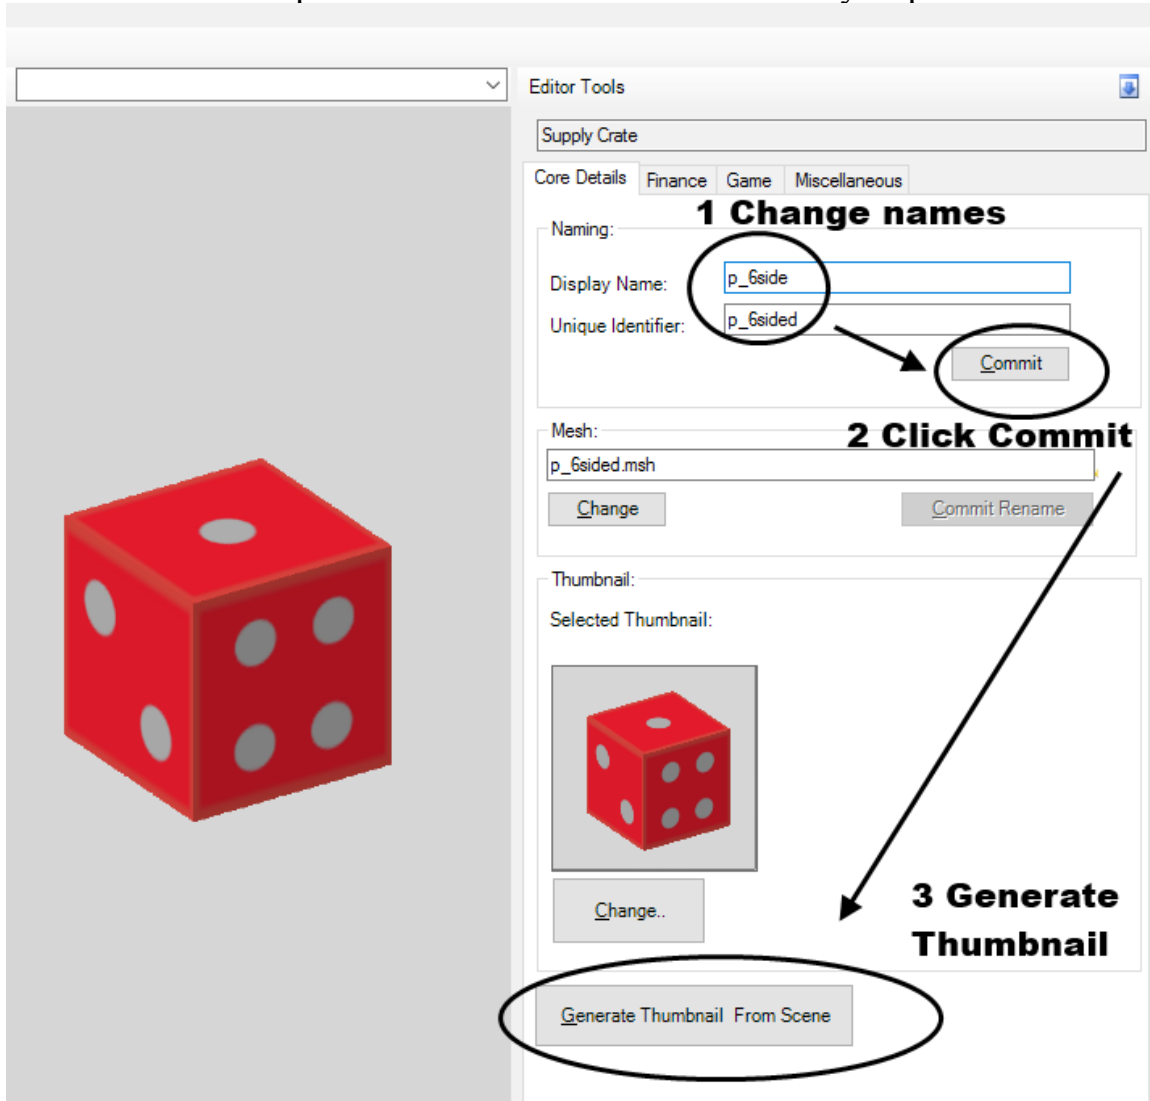 Editor Tools
Supply Crate
Core Details Finance Game Miscellaneous
1 Change names
Naming:
Display Name: p_6side
Unique Identifier: p_6sided
Commit
2 Click Commit
Mesh:
p_6sided.msh
Change Commit Rename
Thumbnail:
Selected Thumbnail:
Change..
3 Generate
Thumbnail
Generate Thumbnail From Scene